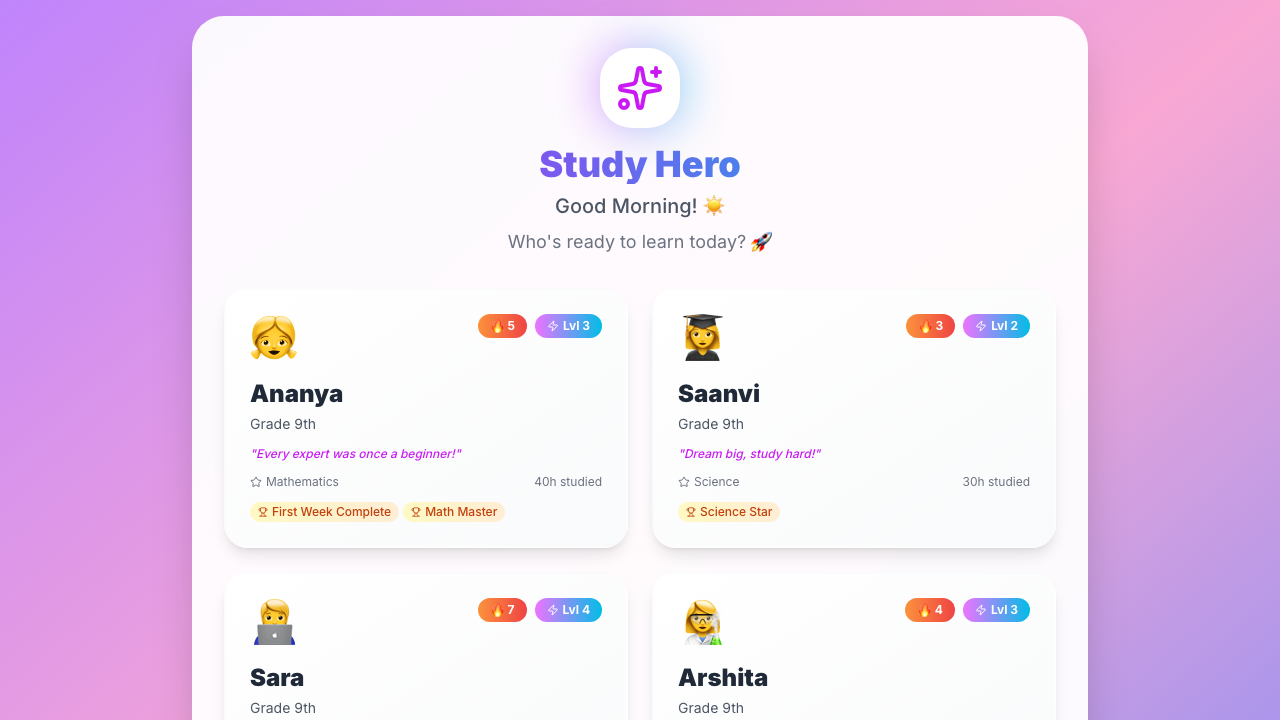 Study Hero
Good Morning! ☀️
Who's ready to learn today? 🚀
🔥 5
Lvl 3
Ananya
Grade 9th
"Every expert was once a beginner!"
Mathematics
40h studied
First Week Complete
Math Master
🔥 3
Lvl 2
Saanvi
Grade 9th
"Dream big, study hard!"
Science
30h studied
Science Star
🔥 7
Lvl 4
Sara
Grade 9th
🔥 4
Lvl 3
Arshita
Grade 9th